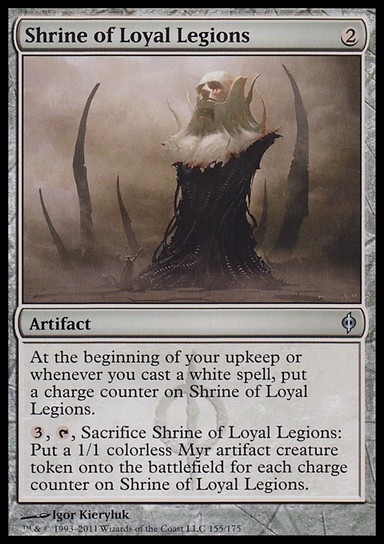 Shrine of Loyal Legions 2
Artifact
At the beginning of your upkeep or
whenever you cast a white spell, put
a charge counter on Shrine of Loyal
Legions.
3, , Sacrifice Shrine of Loyal Legions:
Put a 1/1 colorless Myr artifact creature
token onto the battlefield for each charge
counter on Shrine of Loyal Legions.
Igor Kieryluk
™ & © 1993–2011 Wizards of the Coast LLC 155/175